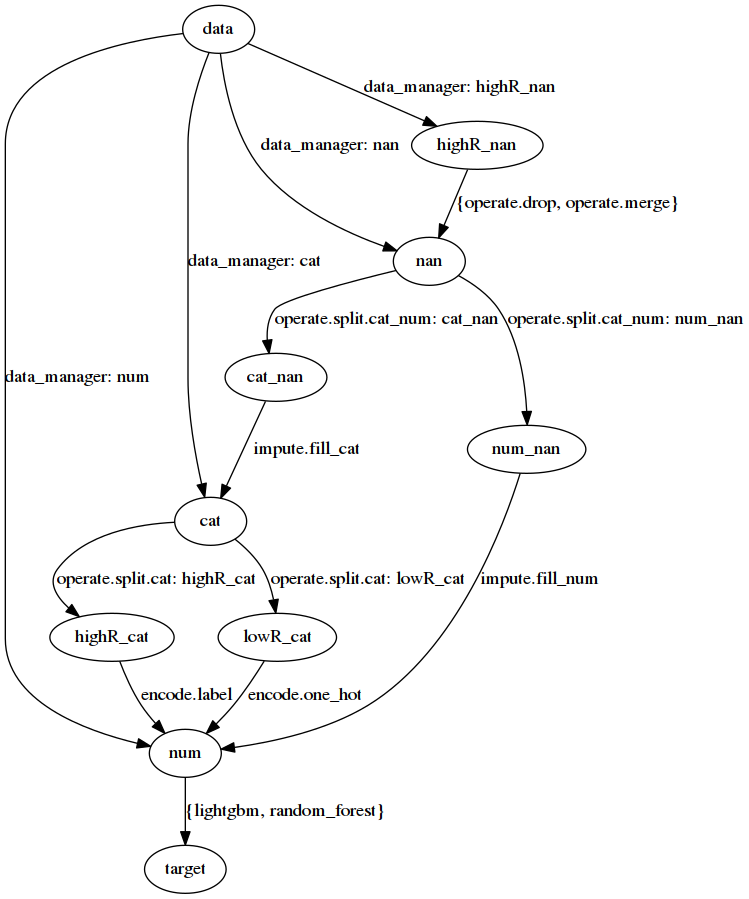 data
data_manager: highR_nan
data_manager: nan
highR_nan
{operate.drop, operate.merge}
data_manager: cat
nan
operate.split.cat_num: cat_nan
operate.split.cat_num: num_nan
data_manager: num
cat_nan
impute.fill_cat
num_nan
cat
operate.split.cat: highR_cat
operate.split.cat: lowR_cat
impute.fill_num
highR_cat
lowR_cat
encode.label
encode.one_hot
num
{lightgbm, random_forest}
target